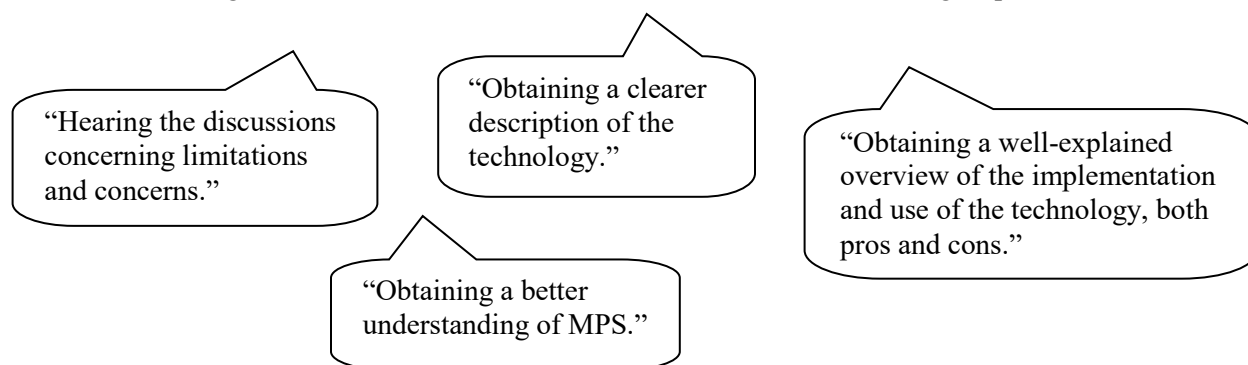 “Hearing the discussions
concerning limitations
and concerns.”
“Obtaining a clearer
description of the
technology.”
“Obtaining a well-explained
overview of the implementation
and use of the technology, both
pros and cons.”
“Obtaining a better
understanding of MPS.”